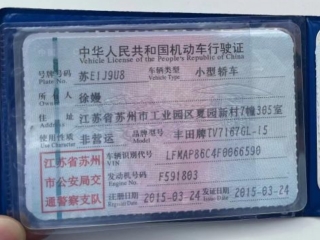 中华人民共和国机动车行驶证
Vehicle License of the People's Republic of China
号牌号码 苏E1J9U8 车辆类型 Vehicle Type 小型轿车
所有人 徐嫚
住址 Address 江苏省苏州市工业园区夏园新村7幢305室
使用性质 非营运 品牌型号 Model 丰田牌TV7167GL-i5
江苏省苏州
市公安局交
通警察支队
车辆识别代号 VIN LFMAP86C4F0066590
发动机号码 Engine No. F591803
注册日期 Register Date 2015-03-24 发证日期 Issue Date 2015-03-24